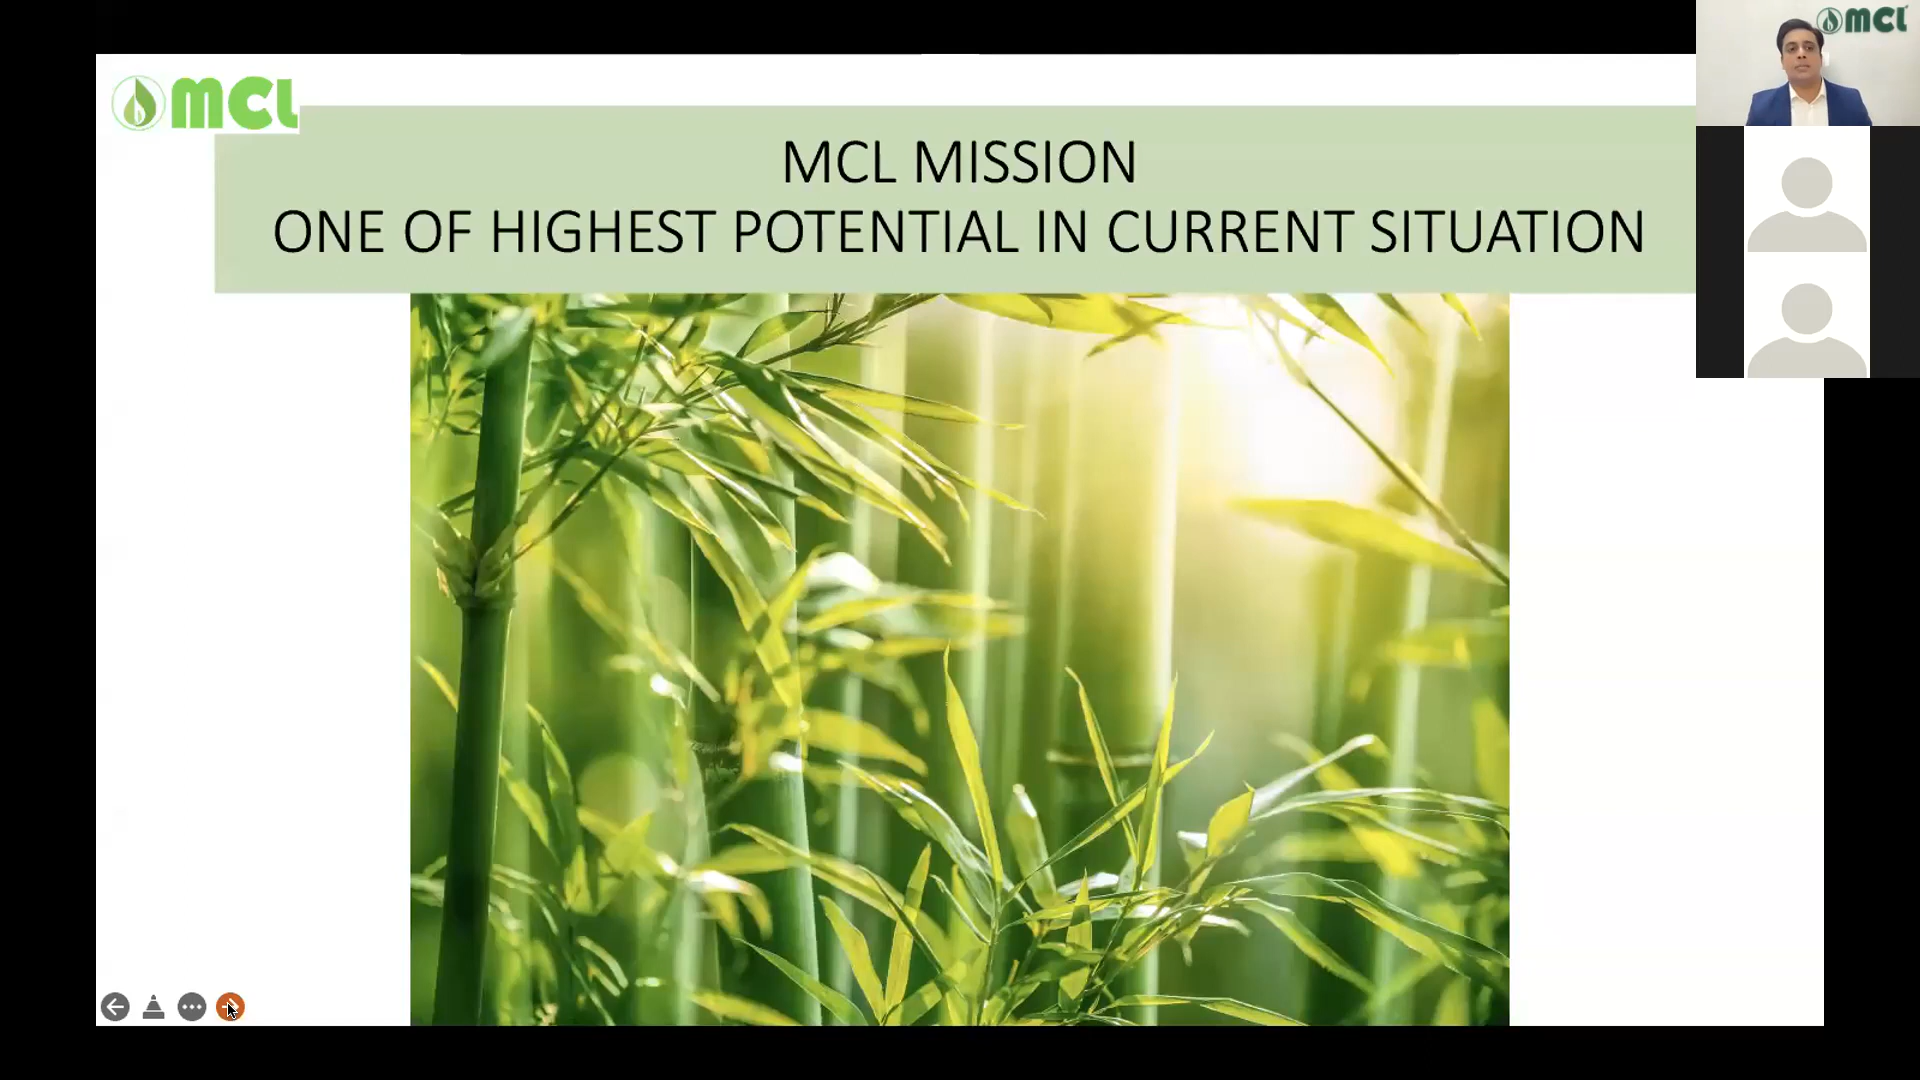 MCL
MCL MISSION
ONE OF HIGHEST POTENTIAL IN CURRENT SITUATION
MCL